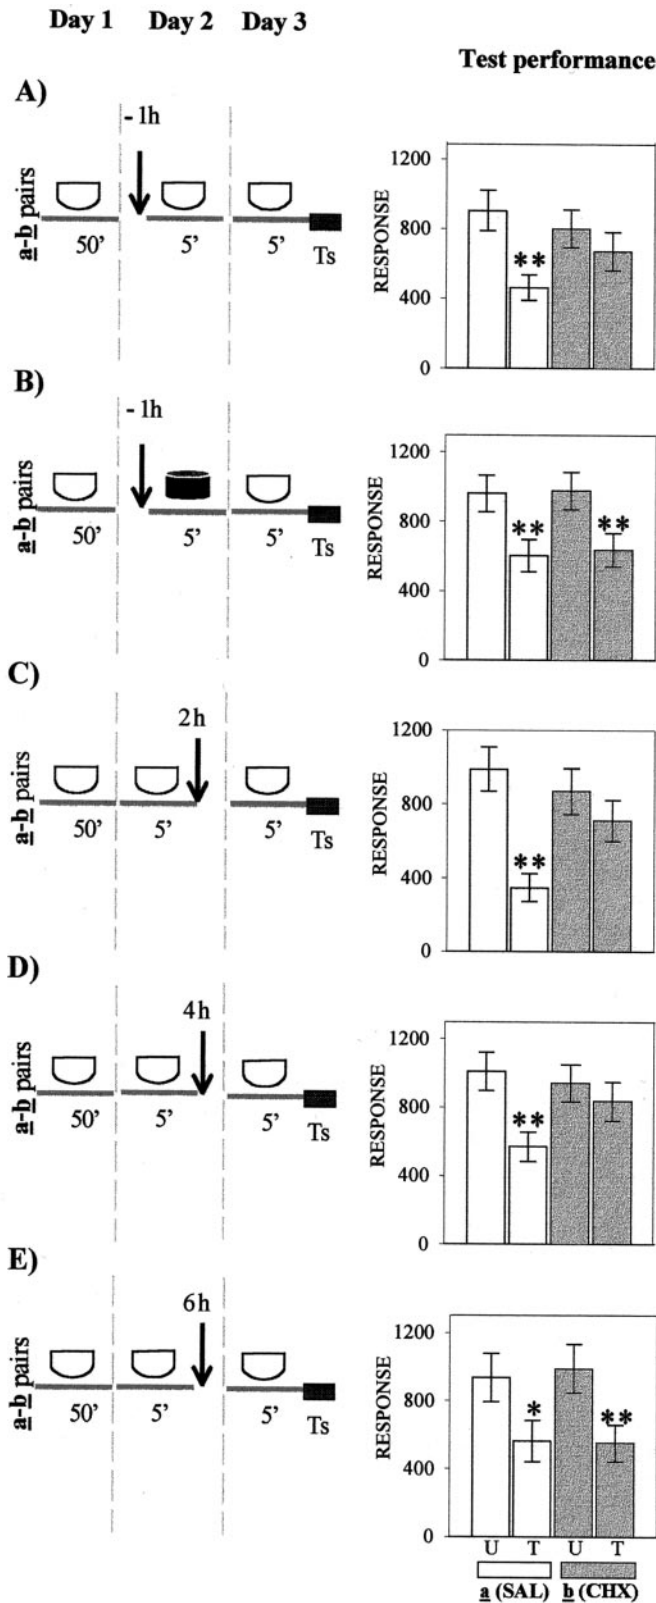 Day 1 Day 2 Day 3
Test performance
A)
- 1h
a-b pairs
50' 5' 5' Ts
RESPONSE
1200
800
400
0
**
B)
- 1h
a-b pairs
50' 5' 5' Ts
RESPONSE
1200
800
400
0
** **
C)
2h
a-b pairs
50' 5' 5' Ts
RESPONSE
1200
800
400
0
**
D)
4h
a-b pairs
50' 5' 5' Ts
RESPONSE
1200
800
400
0
**
E)
6h
a-b pairs
50' 5' 5' Ts
RESPONSE
1200
800
400
0
* **
U T U T
a (SAL) b (CHX)